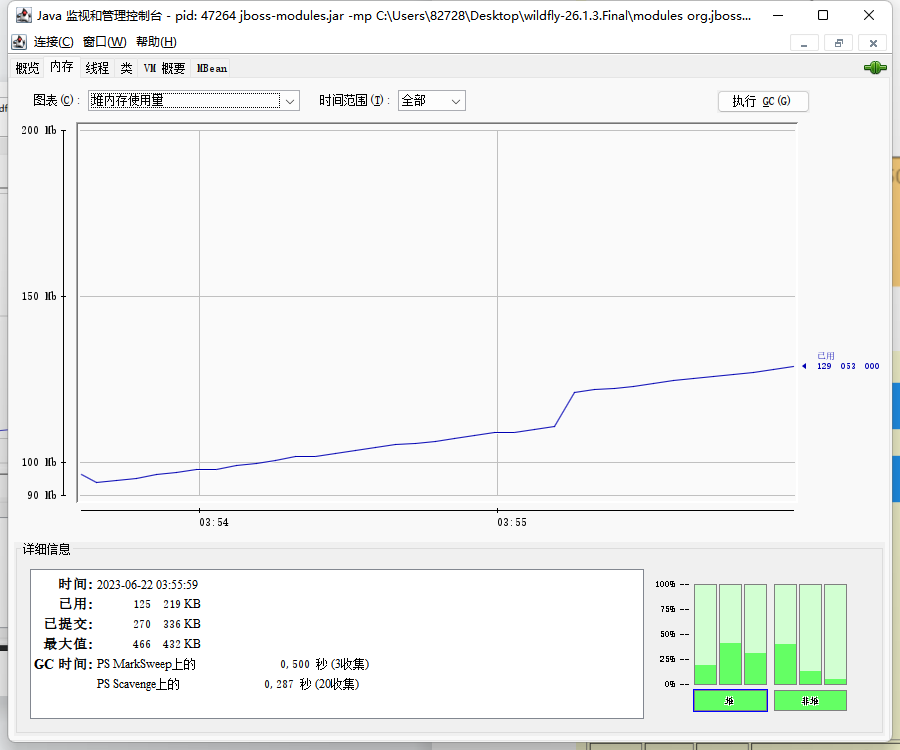 Java 监视和管理控制台 - pid: 47264 jboss-modules.jar -mp C:\Users\82728\Desktop\wildfly-26.1.3.Final\modules org.jboss...
连接(C) 窗口(W) 帮助(H)
概览 内存 线程 类 VM 概要 MBean
图表(C): 堆内存使用量 时间范围(T): 全部 执行 GC(G)
200 Mb
150 Mb
已用
129 053 000
100 Mb
90 Mb
03:54 03:55
详细信息
时间: 2023-06-22 03:55:59
已用: 125 219 KB
已提交: 270 336 KB
最大值: 466 432 KB
GC 时间: PS MarkSweep上的 0,500 秒 (3收集)
PS Scavenge上的 0,287 秒 (20收集)
100% --
75% --
50% --
25% --
0% --
堆 非堆